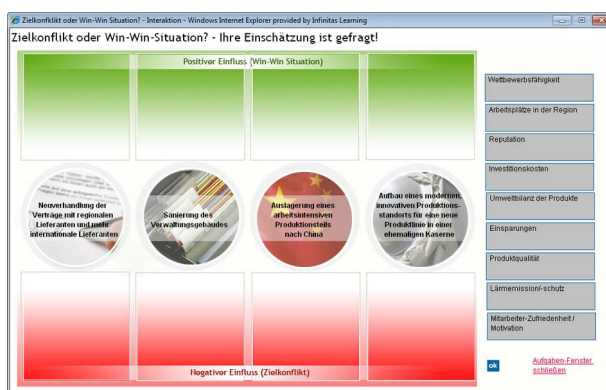 Zielkonflikt oder Win-Win Situation? - Interaktion - Windows Internet Explorer provided by Infinitas Learning
Zielkonflikt oder Win-Win-Situation? - Ihre Einschätzung ist gefragt!
Positiver Einfluss (Win-Win Situation)
Neuverhandlung der
Verträge mit regionalen
Lieferanten und mehr
internationale Lieferanten
Sanierung des
Verwaltungsgebäudes
Auslagerung eines
arbeitsintensiven
Produktionsteils
nach China
Aufbau eines modernen,
innovativen Produktions-
standorts für eine neue
Produktlinie in einer
ehemaligen Kaserne
Negativer Einfluss (Zielkonflikt)
Wettbewerbsfähigkeit
Arbeitsplätze in der Region
Reputation
Investitionskosten
Umweltbilanz der Produkte
Einsparungen
Produktqualität
Lärmemission/-schutz
Mitarbeiter-Zufriedenheit /
Motivation
ok
Aufgaben-Fenster
schließen